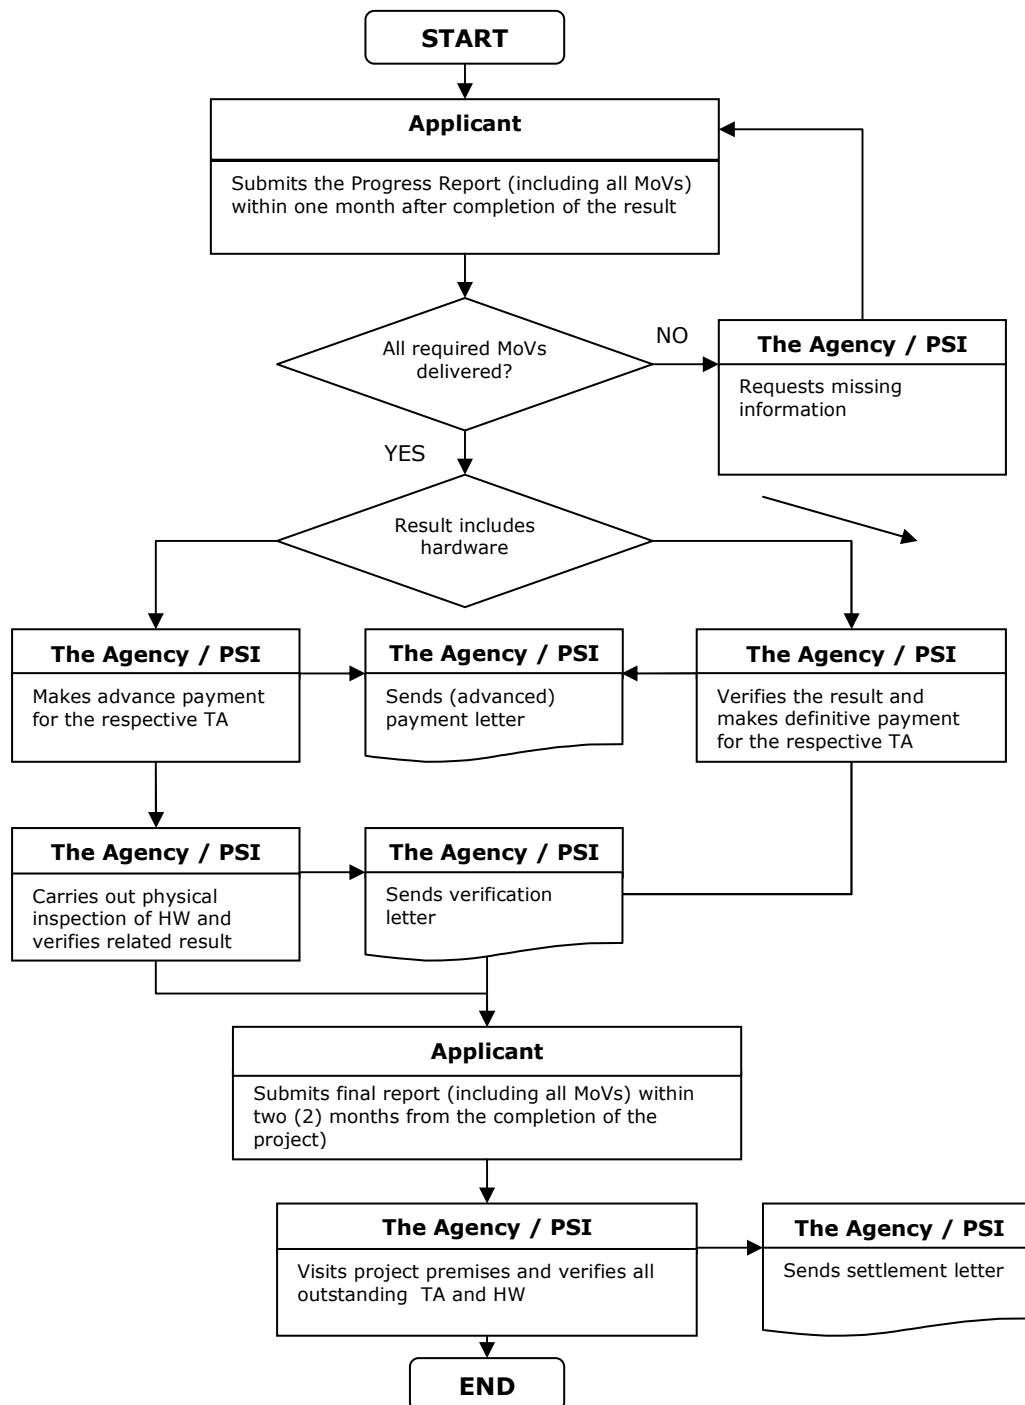 START
Applicant
Submits the Progress Report (including all MoVs)
within one month after completion of the result
All required MoVs
delivered?
NO
The Agency / PSI
Requests missing
information
YES
Result includes
hardware
The Agency / PSI
Makes advance payment
for the respective TA
The Agency / PSI
Sends (advanced)
payment letter
The Agency / PSI
Verifies the result and
makes definitive payment
for the respective TA
The Agency / PSI
Carries out physical
inspection of HW and
verifies related result
The Agency / PSI
Sends verification
letter
Applicant
Submits final report (including all MoVs) within
two (2) months from the completion of the
project)
The Agency / PSI
Visits project premises and verifies all
outstanding TA and HW
The Agency / PSI
Sends settlement letter
END